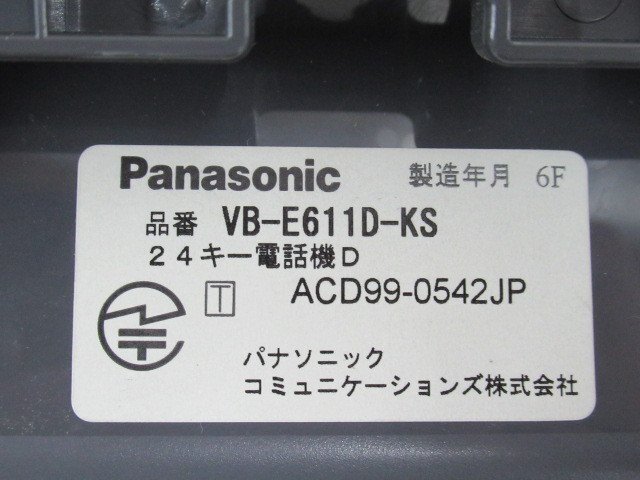 Panasonic 製造年月 6F
品番 VB-E611D-KS
24キー電話機D
T ACD99-0542JP
パナソニック
コミュニケーションズ株式会社